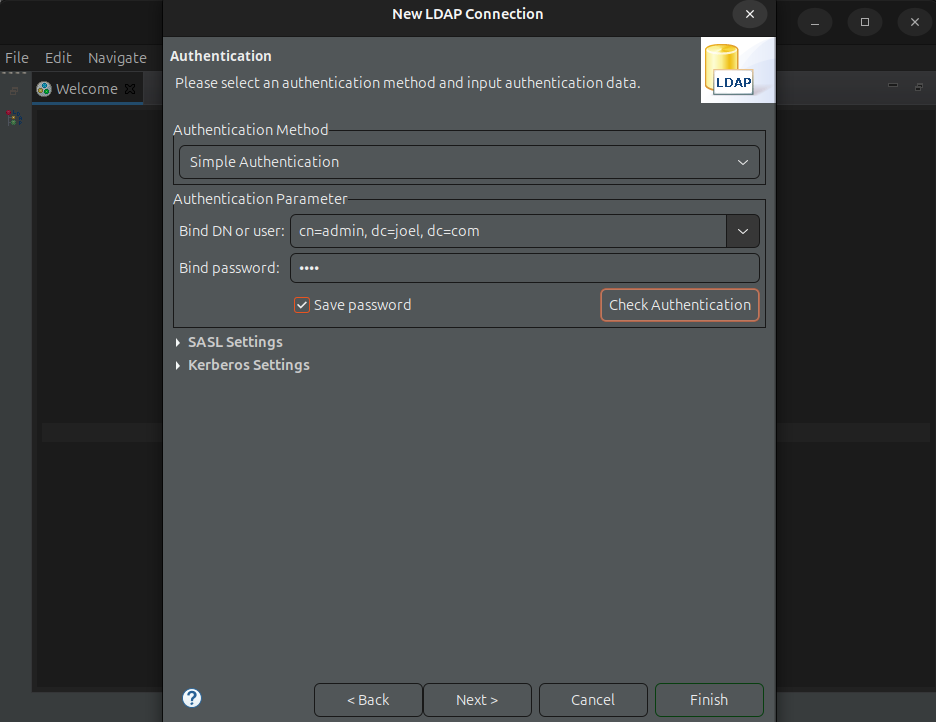 New LDAP Connection
File Edit Navigate
Welcome
Authentication
Please select an authentication method and input authentication data.
LDAP
Authentication Method
Simple Authentication
Authentication Parameter
Bind DN or user: cn=admin, dc=joel, dc=com
Bind password: ••••
Save password Check Authentication
SASL Settings
Kerberos Settings
? < Back Next > Cancel Finish